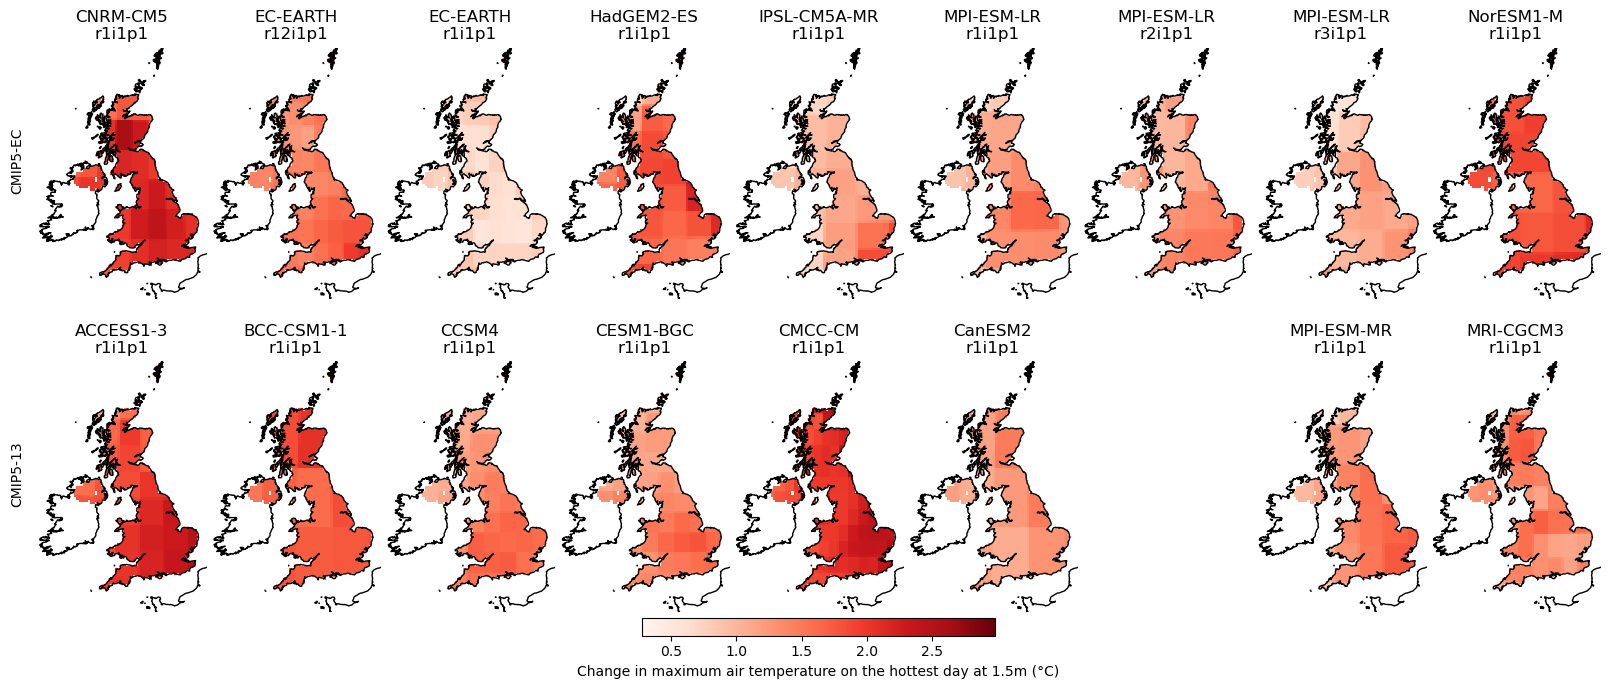 CNRM-CM5
r1i1p1
EC-EARTH
r12i1p1
EC-EARTH
r1i1p1
HadGEM2-ES
r1i1p1
IPSL-CM5A-MR
r1i1p1
MPI-ESM-LR
r1i1p1
MPI-ESM-LR
r2i1p1
MPI-ESM-LR
r3i1p1
NorESM1-M
r1i1p1
CMIP5-EC
ACCESS1-3
r1i1p1
BCC-CSM1-1
r1i1p1
CCSM4
r1i1p1
CESM1-BGC
r1i1p1
CMCC-CM
r1i1p1
CanESM2
r1i1p1
MPI-ESM-MR
r1i1p1
MRI-CGCM3
r1i1p1
CMIP5-13
0.5 1.0 1.5 2.0 2.5
Change in maximum air temperature on the hottest day at 1.5m (°C)